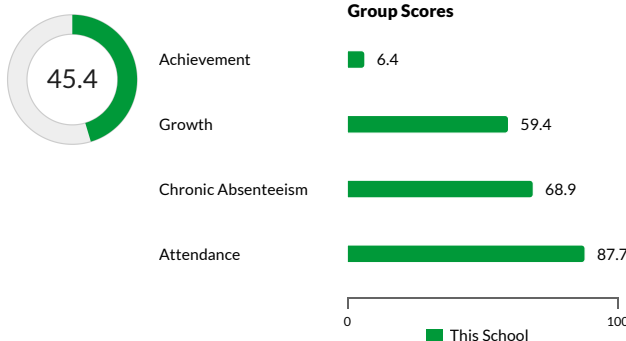 Group Scores
45.4
Achievement 6.4
Growth 59.4
Chronic Absenteeism 68.9
Attendance 87.7
0 100
This School